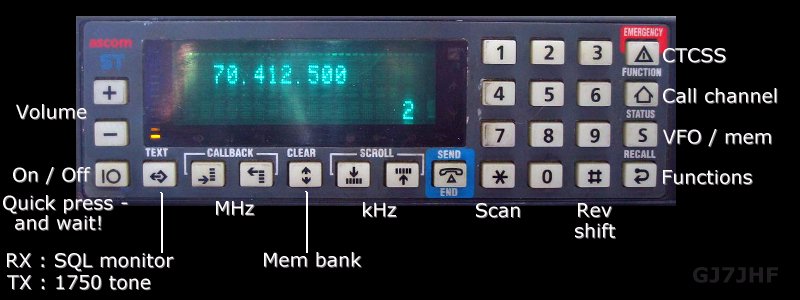 EMERGENCY
ascom
ST
70.412.500
2
1 2 3
4 5 6
7 8 9
* 0 #
CTCSS
FUNCTION
Call channel
STATUS
S
VFO / mem
RECALL
Functions
Volume
+
−
On / Off
IO
Quick press -
and wait!
TEXT
CALLBACK
CLEAR
SCROLL
SEND
END
MHz
kHz
Scan
Rev
shift
RX : SQL monitor
TX : 1750 tone
Mem bank
GJ7JHF